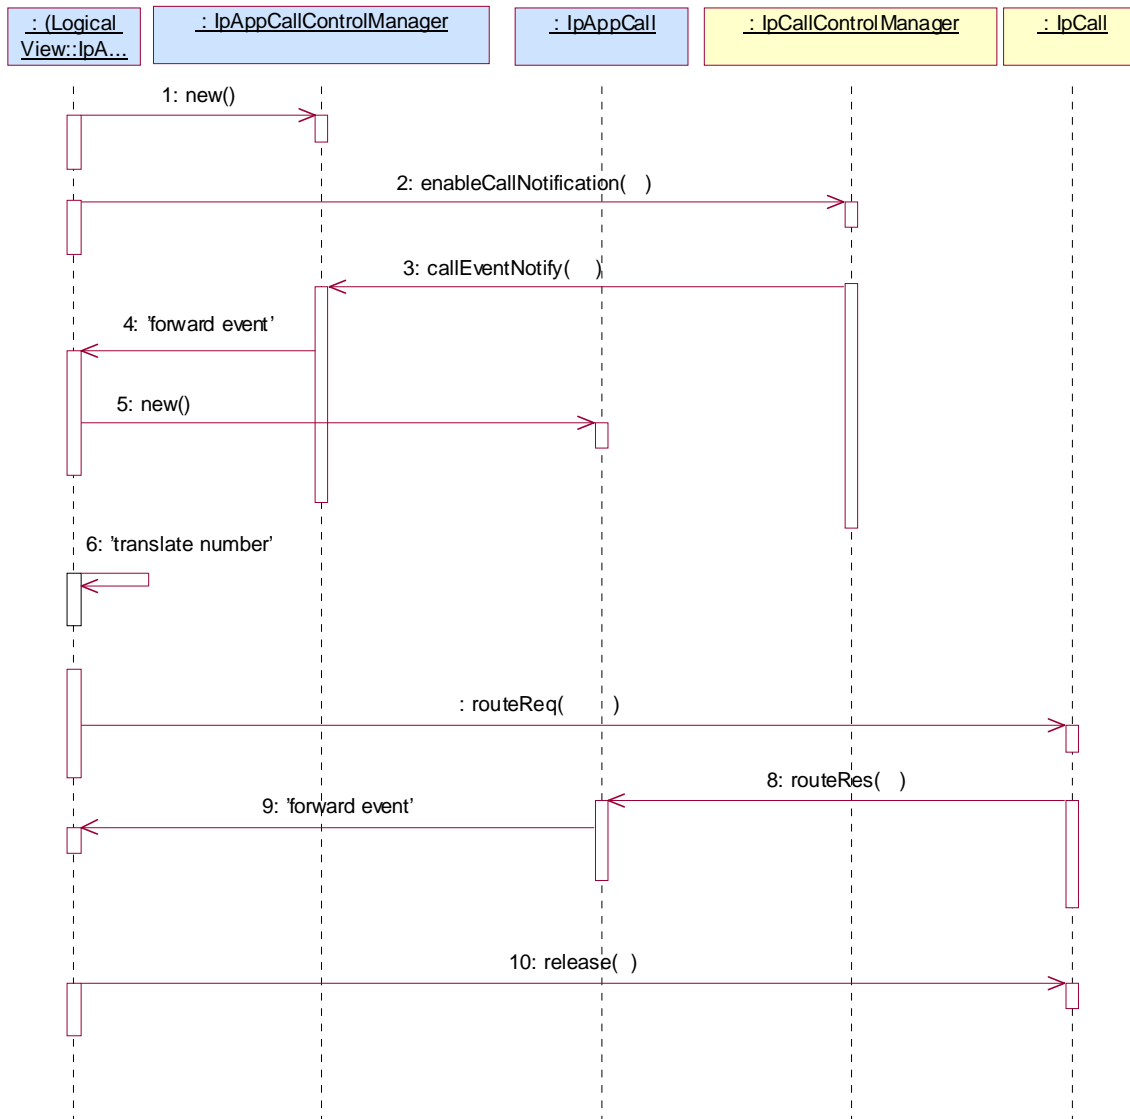 : (Logical
View::IpA...
: IpAppCallControlManager
: IpAppCall
: IpCallControlManager
: IpCall
1: new()
2: enableCallNotification(   )
3: callEventNotify(    )
4: 'forward event'
5: new()
6: 'translate number'
: routeReq(        )
8: routeRes(   )
9: 'forward event'
10: release(  )